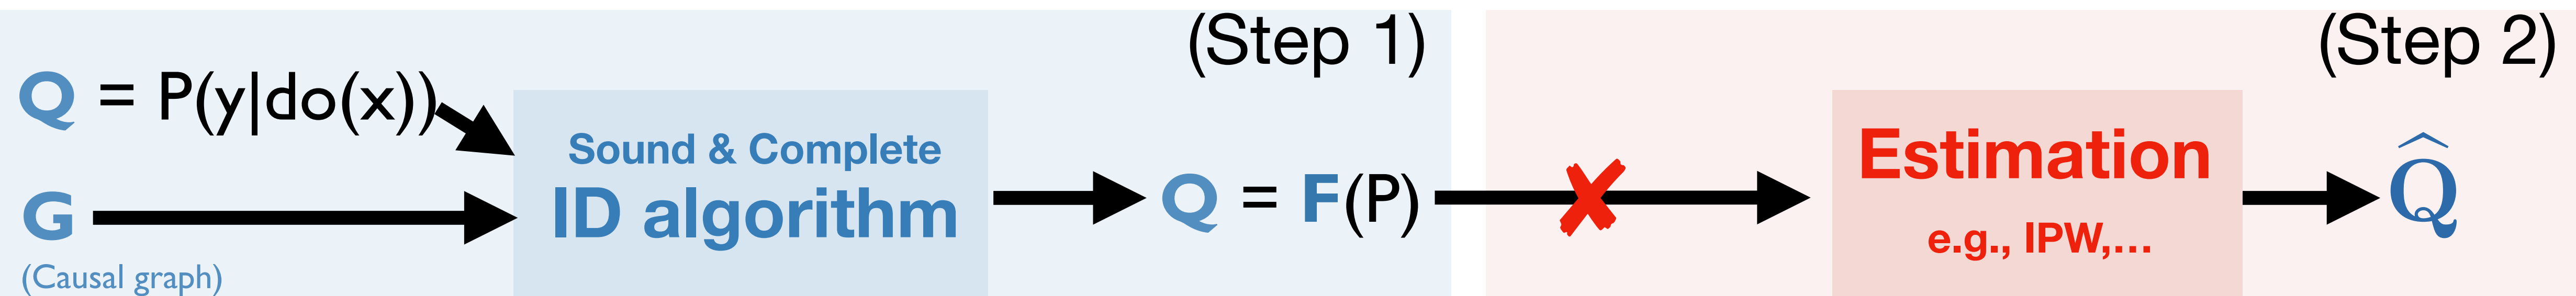 (Step 1)
Q = P(y|do(x))
G
(Causal graph)
Sound & Complete
ID algorithm
Q = F(P)
(Step 2)
Estimation
e.g., IPW,...
Q̂